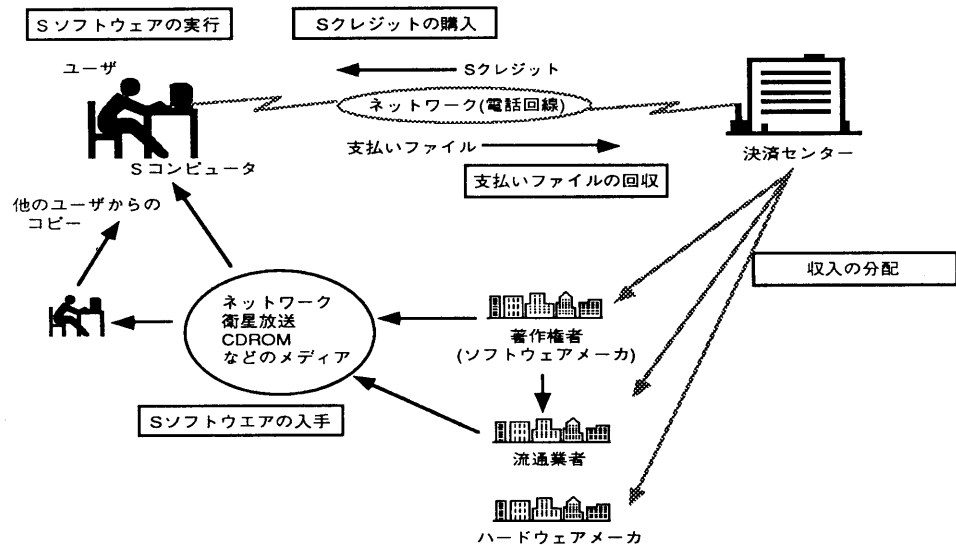 Sソフトウェアの実行
Sクレジットの購入
ユーザ
Sクレジット
ネットワーク(電話回線)
支払いファイル
決済センター
Sコンピュータ
支払いファイルの回収
他のユーザからの
コピー
収入の分配
ネットワーク
衛星放送
CDROM
などのメディア
著作権者
(ソフトウェアメーカ)
Sソフトウエアの入手
流通業者
ハードウェアメーカ